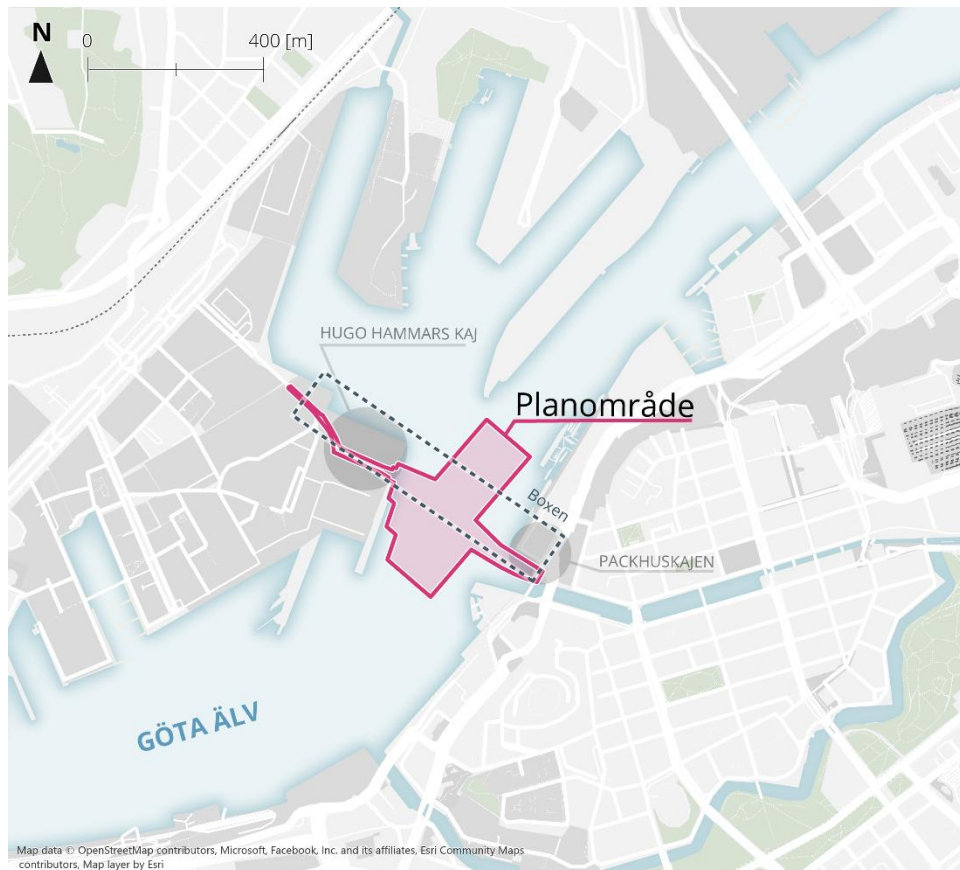 N
0 400 [m]
HUGO HAMMARS KAJ
Planområde
Boxen
PACKHUSKAJEN
GÖTA ÄLV
Map data © OpenStreetMap contributors, Microsoft, Facebook, Inc. and its affiliates, Esri Community Maps
contributors, Map layer by Esri